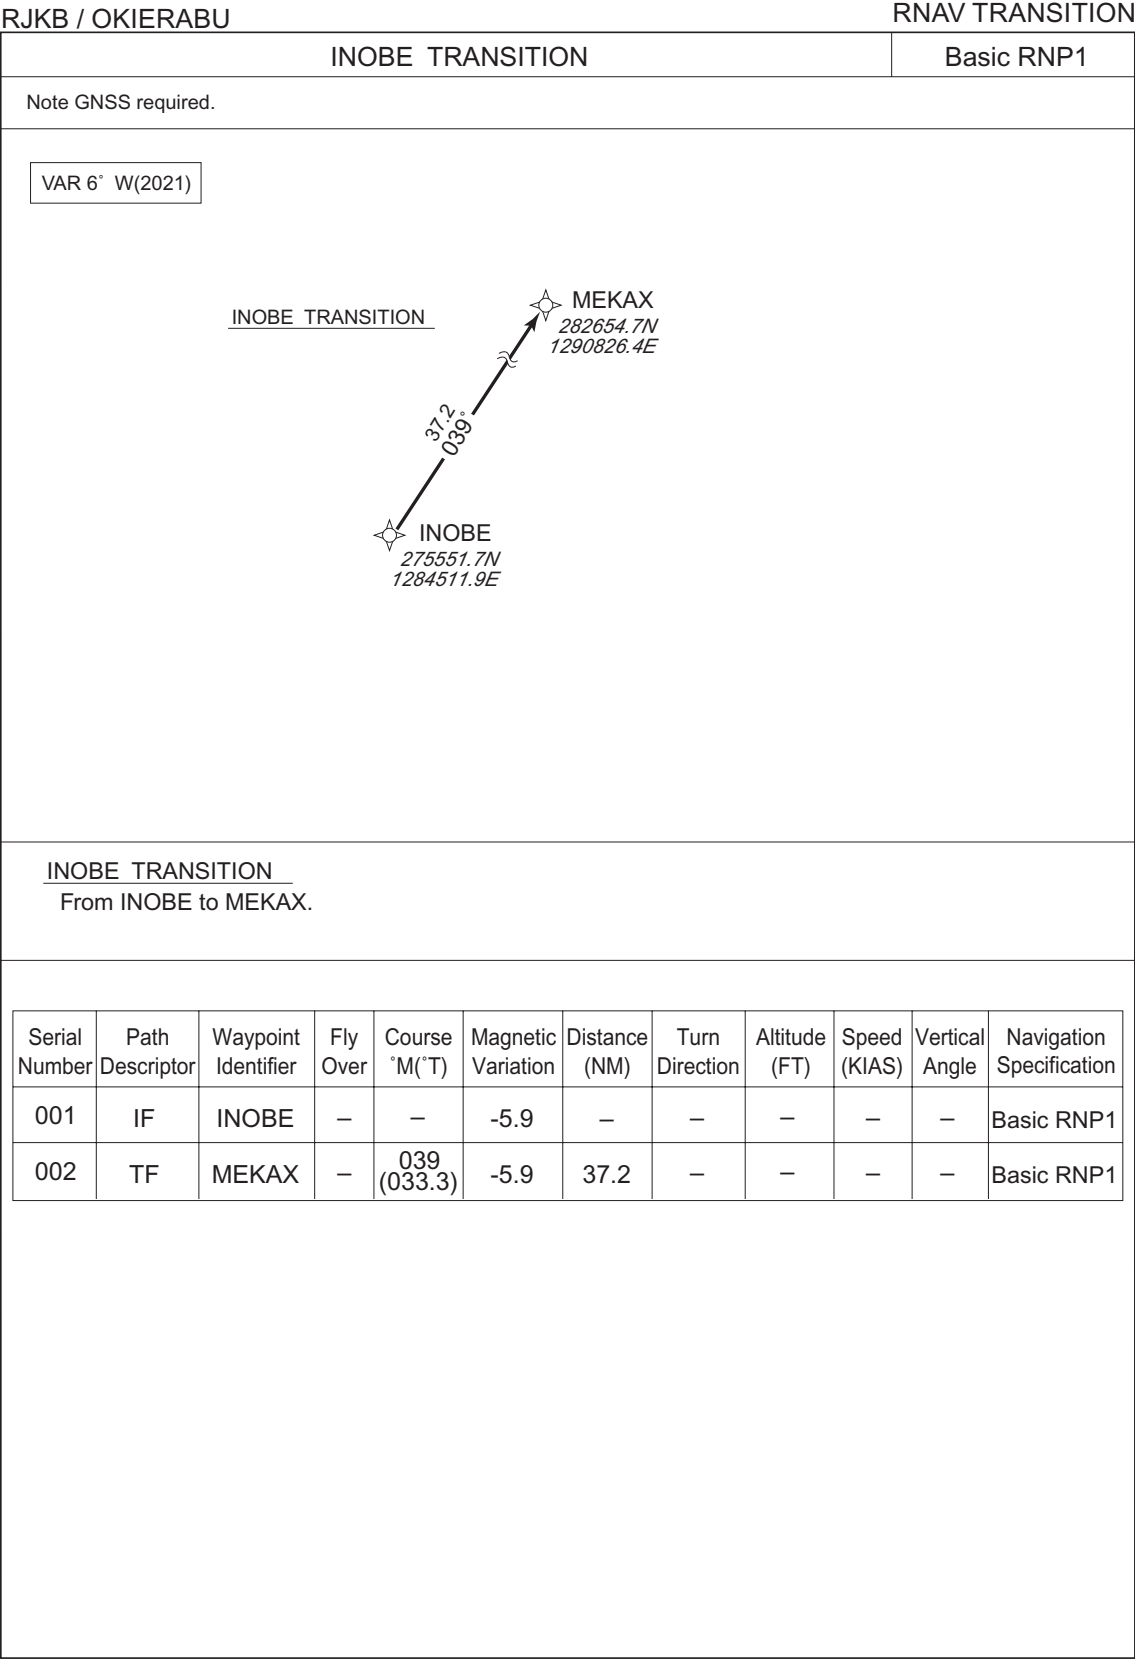 RJKB / OKIERABU
RNAV TRANSITION
INOBE TRANSITION
Basic RNP1
Note GNSS required.
VAR 6° W(2021)
INOBE TRANSITION
MEKAX
282654.7N
1290826.4E
37.2
039°
INOBE
275551.7N
1284511.9E
INOBE TRANSITION
From INOBE to MEKAX.
Serial Number Path Descriptor Waypoint Identifier Fly Over Course °M(°T) Magnetic Variation Distance (NM) Turn Direction Altitude (FT) Speed (KIAS) Vertical Angle Navigation Specification
001 IF INOBE – – -5.9 – – – – – Basic RNP1
002 TF MEKAX – 039 (033.3) -5.9 37.2 – – – – Basic RNP1